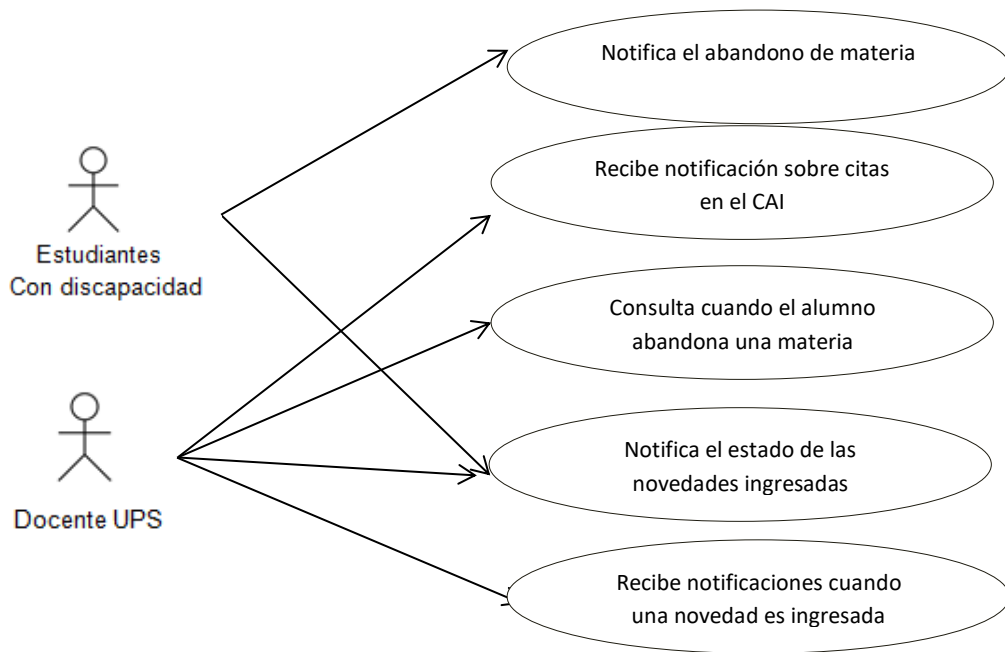 Notifica el abandono de materia
Recibe notificación sobre citas
en el CAI
Estudiantes
Con discapacidad
Consulta cuando el alumno
abandona una materia
Notifica el estado de las
novedades ingresadas
Docente UPS
Recibe notificaciones cuando
una novedad es ingresada